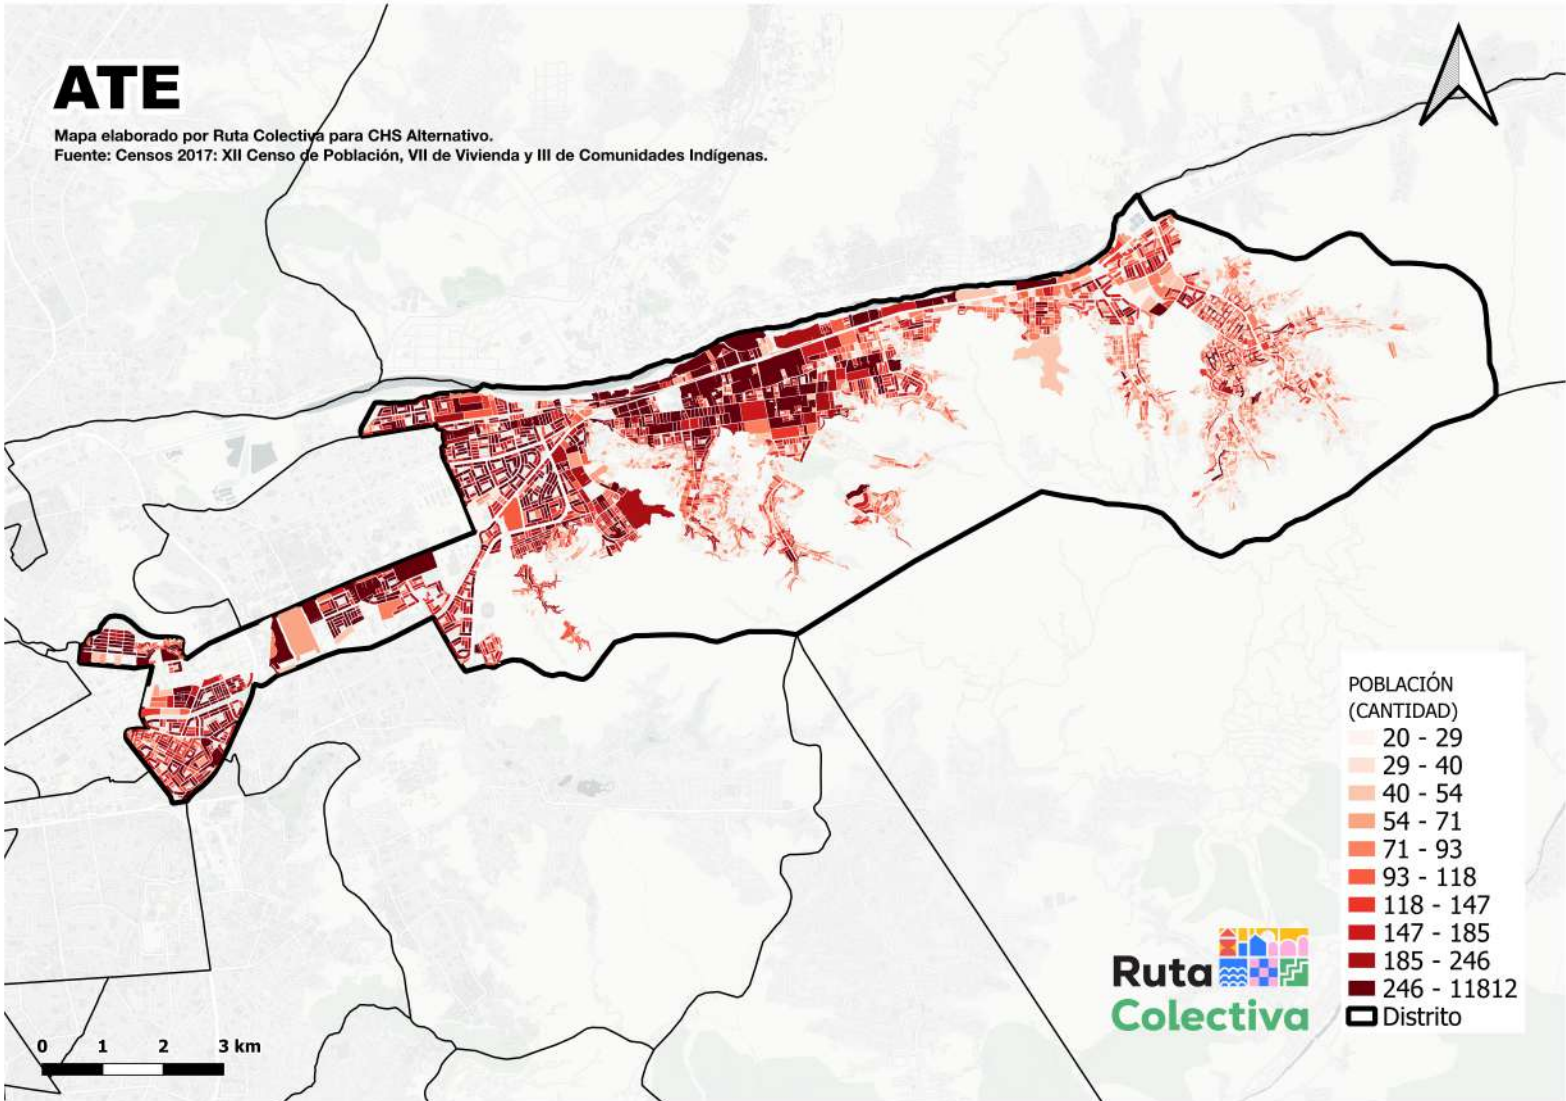 ATE
Mapa elaborado por Ruta Colectiva para CHS Alternativo.
Fuente: Censos 2017: XII Censo de Población, VII de Vivienda y III de Comunidades Indígenas.
POBLACIÓN
(CANTIDAD)
20 - 29
29 - 40
40 - 54
54 - 71
71 - 93
93 - 118
118 - 147
147 - 185
185 - 246
246 - 11812
Distrito
Ruta
Colectiva
0 1 2 3 km